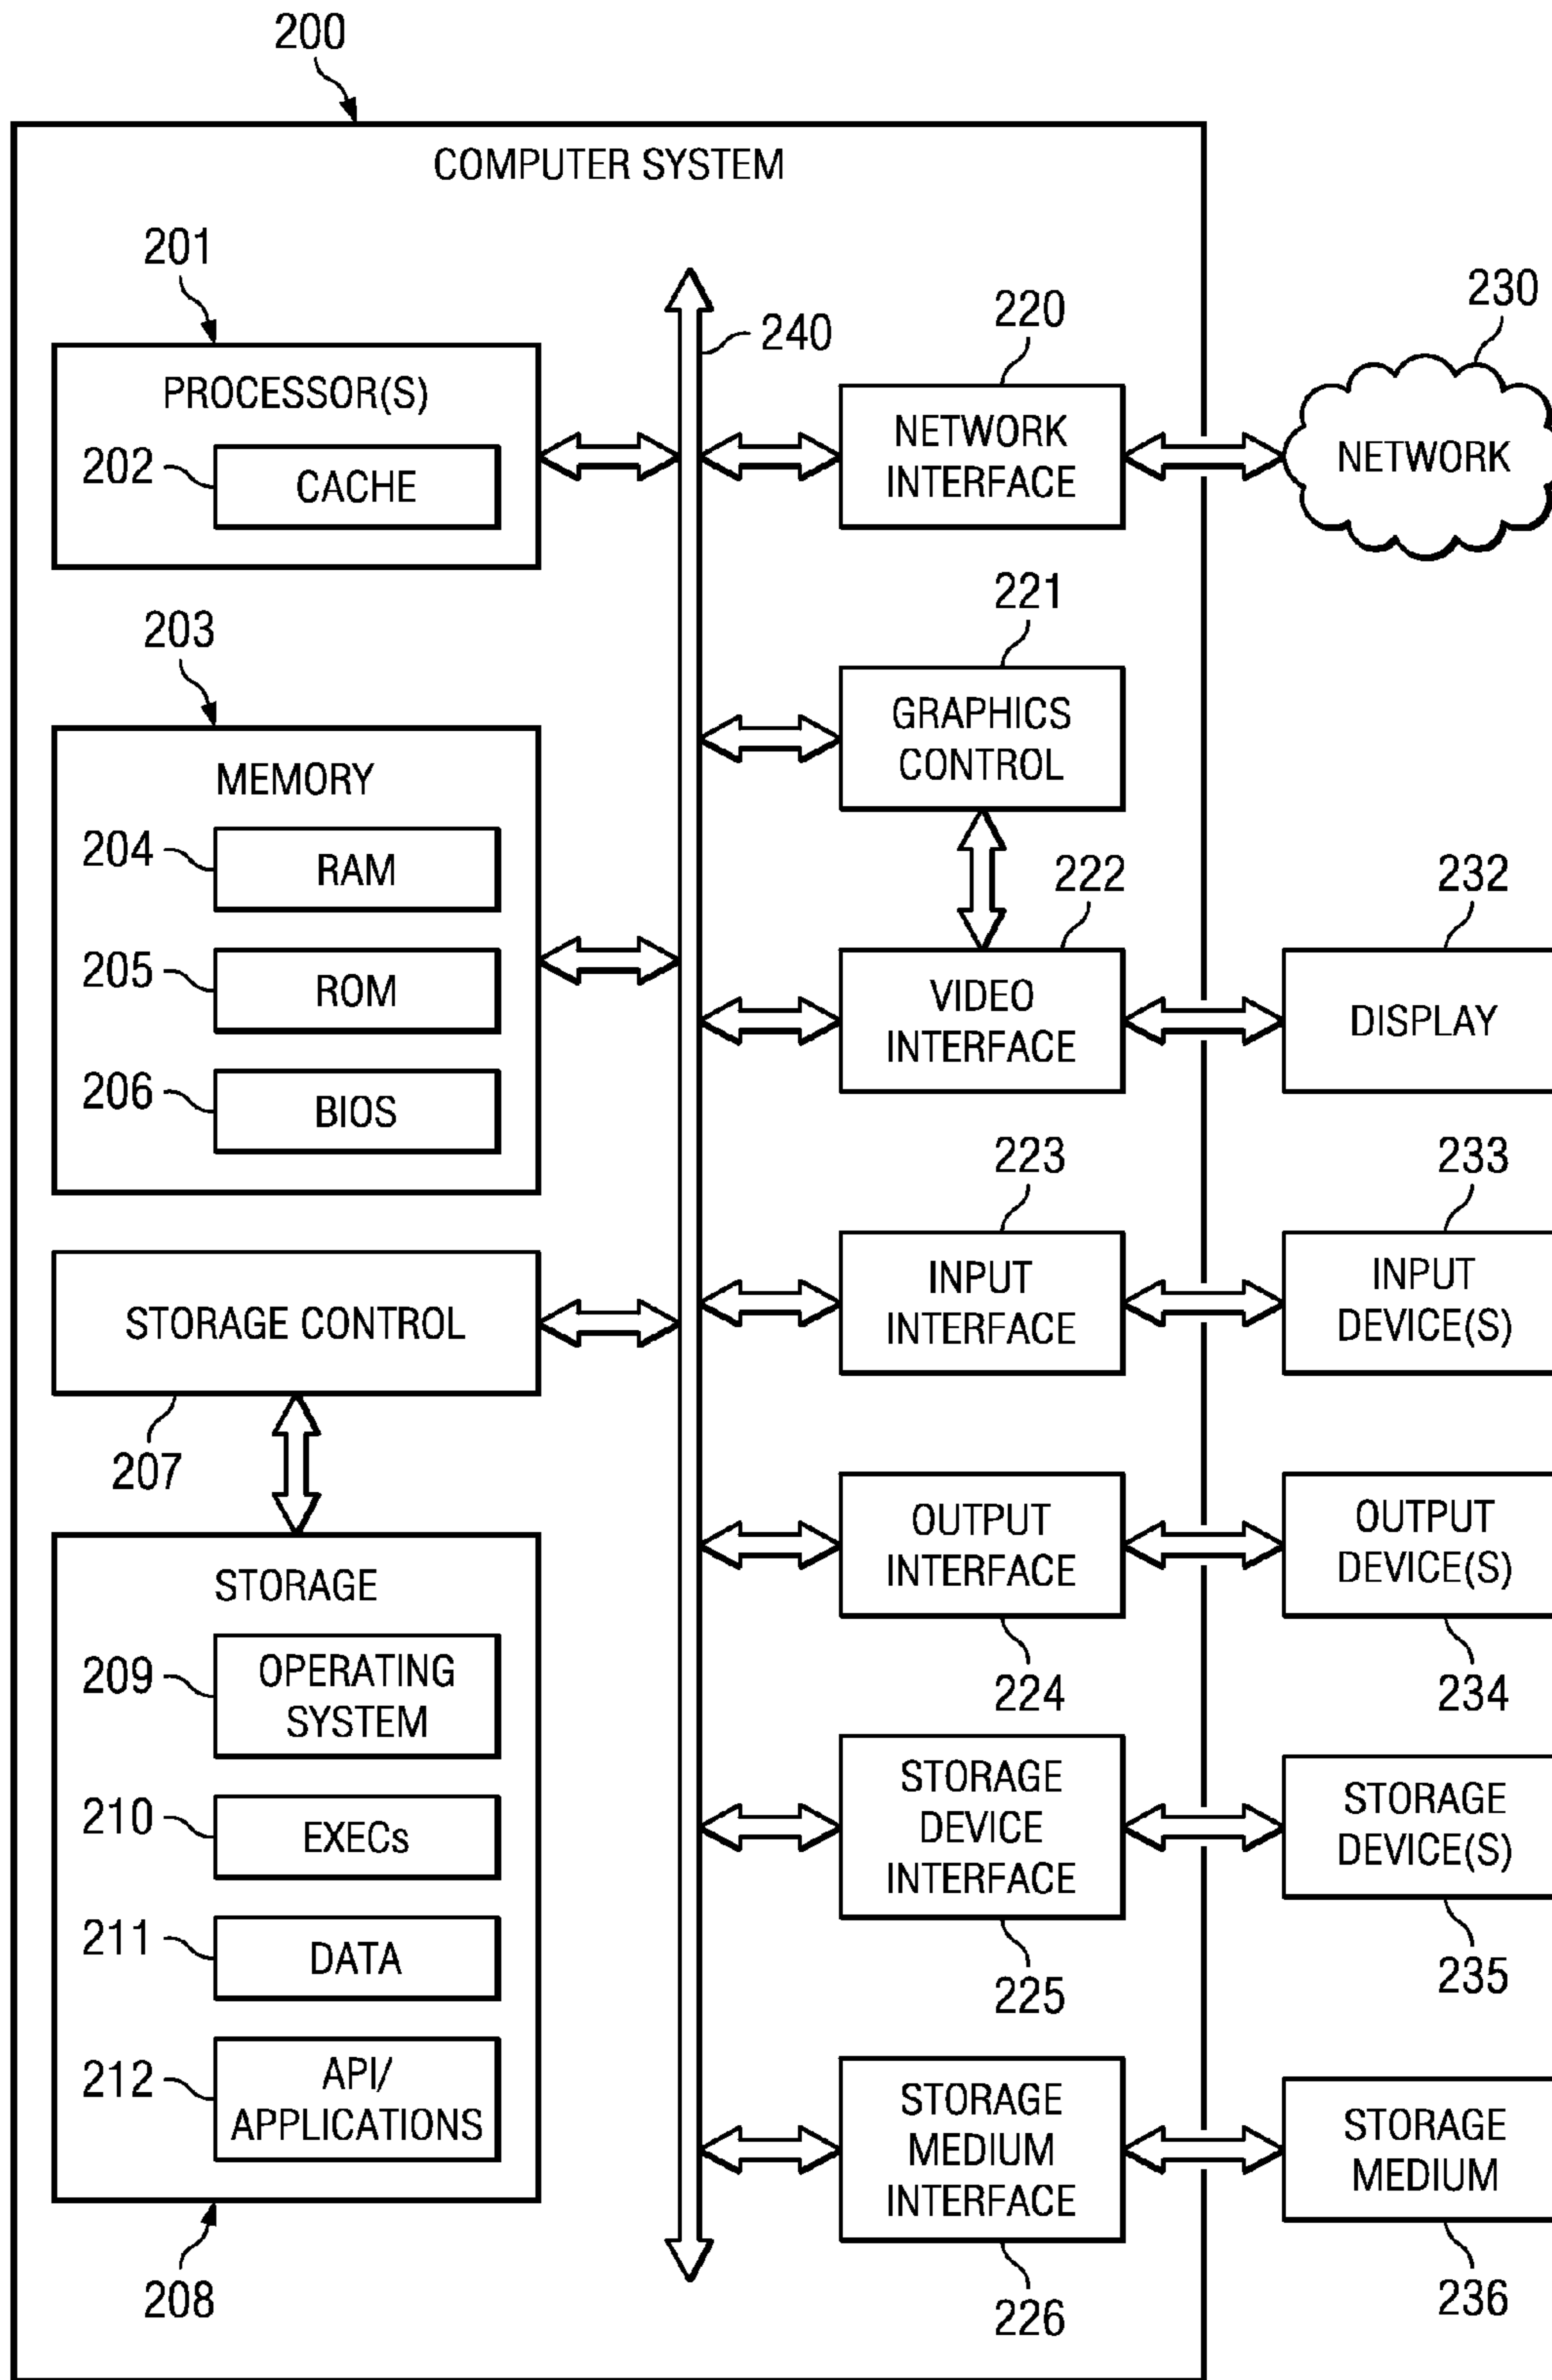 200
COMPUTER SYSTEM
201
PROCESSOR(S)
202
CACHE
203
MEMORY
204
RAM
205
ROM
206
BIOS
STORAGE CONTROL
207
STORAGE
209
OPERATING
SYSTEM
210
EXECs
211
DATA
212
API/
APPLICATIONS
208
240
220
NETWORK
INTERFACE
230
NETWORK
221
GRAPHICS
CONTROL
222
VIDEO
INTERFACE
232
DISPLAY
223
INPUT
INTERFACE
233
INPUT
DEVICE(S)
OUTPUT
INTERFACE
224
OUTPUT
DEVICE(S)
234
STORAGE
DEVICE
INTERFACE
225
STORAGE
DEVICE(S)
235
STORAGE
MEDIUM
INTERFACE
226
STORAGE
MEDIUM
236